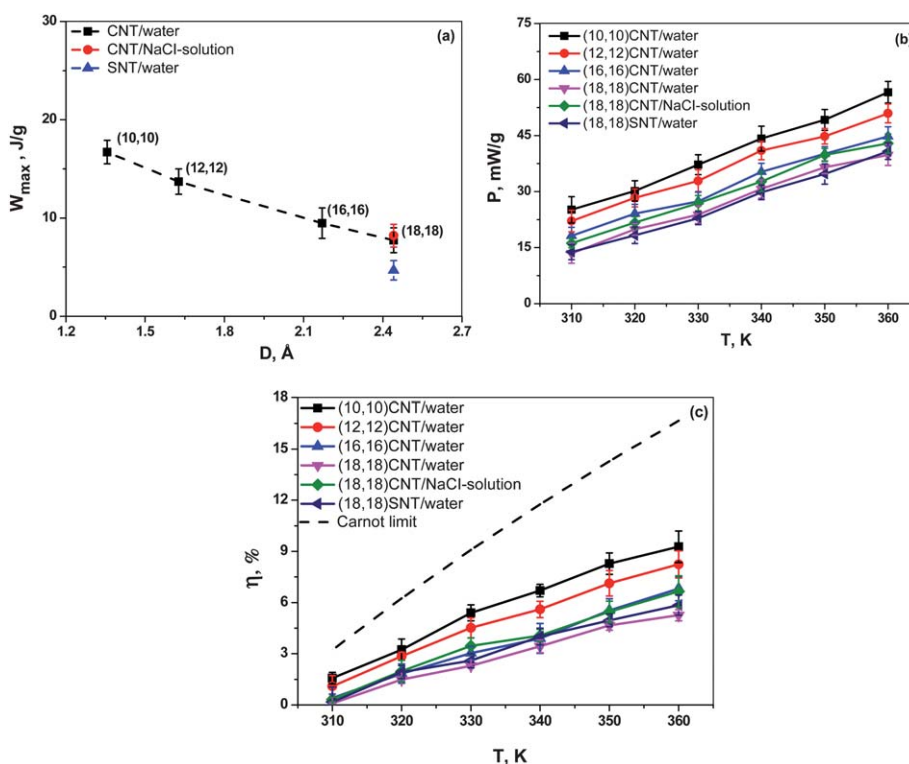 CNT/water
CNT/NaCl-solution
SNT/water
(a)
30
20
10
0
W_max , J/g
(10,10)
(12,12)
(16,16)
(18,18)
1.2 1.5 1.8 2.1 2.4 2.7
D, Å
(10,10)CNT/water
(12,12)CNT/water
(16,16)CNT/water
(18,18)CNT/water
(18,18)CNT/NaCl-solution
(18,18)SNT/water
(b)
75
60
45
30
15
0
P, mW/g
310 320 330 340 350 360
T, K
(10,10)CNT/water
(12,12)CNT/water
(16,16)CNT/water
(18,18)CNT/water
(18,18)CNT/NaCl-solution
(18,18)SNT/water
Carnot limit
(c)
18
15
12
9
6
3
0
η, %
310 320 330 340 350 360
T, K